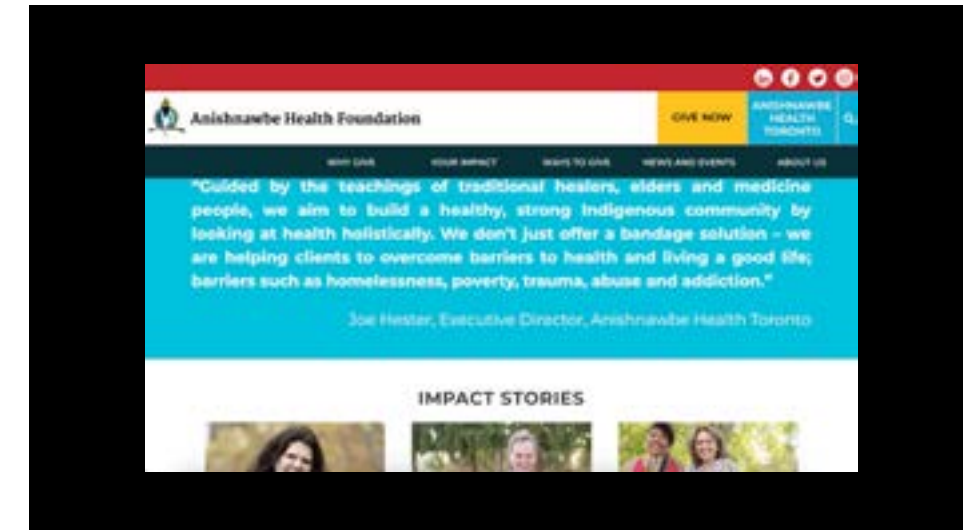 Anishnawbe Health Foundation
GIVE NOW
ANISHNAWBE
HEALTH
TORONTO
WHY GIVE YOUR IMPACT WAYS TO GIVE NEWS AND EVENTS ABOUT US
"Guided by the teachings of traditional healers, elders and medicine
people, we aim to build a healthy, strong Indigenous community by
looking at health holistically. We don't just offer a bandage solution – we
are helping clients to overcome barriers to health and living a good life;
barriers such as homelessness, poverty, trauma, abuse and addiction."
Joe Hester, Executive Director, Anishnawbe Health Toronto
IMPACT STORIES